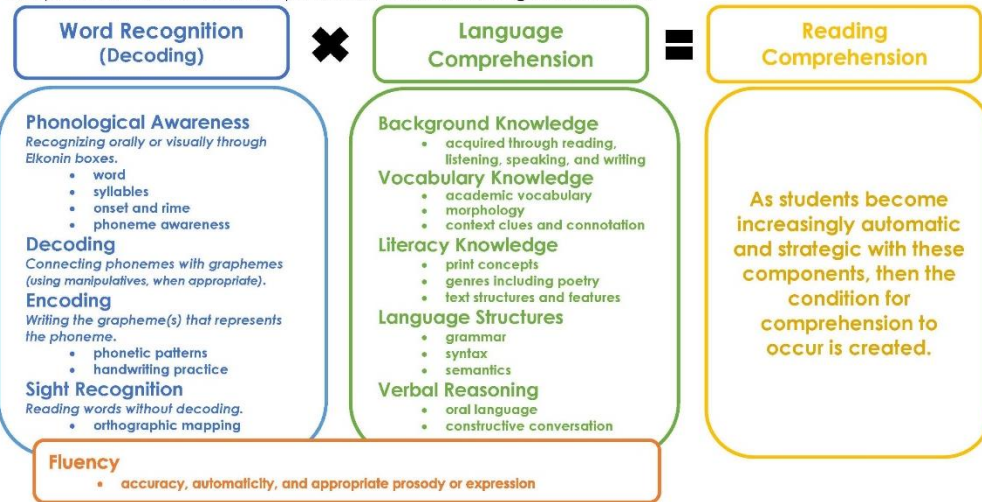 Word Recognition
(Decoding)
✖
Language
Comprehension
=
Reading
Comprehension
Phonological Awareness
Recognizing orally or visually through
Elkonin boxes.
• word
• syllables
• onset and rime
• phoneme awareness
Decoding
Connecting phonemes with graphemes
(using manipulatives, when appropriate).
Encoding
Writing the grapheme(s) that represents
the phoneme.
• phonetic patterns
• handwriting practice
Sight Recognition
Reading words without decoding.
• orthographic mapping
Background Knowledge
• acquired through reading,
listening, speaking, and writing
Vocabulary Knowledge
• academic vocabulary
• morphology
• context clues and connotation
Literacy Knowledge
• print concepts
• genres including poetry
• text structures and features
Language Structures
• grammar
• syntax
• semantics
Verbal Reasoning
• oral language
• constructive conversation
As students become
increasingly automatic
and strategic with these
components, then the
condition for
comprehension to
occur is created.
Fluency
• accuracy, automaticity, and appropriate prosody or expression